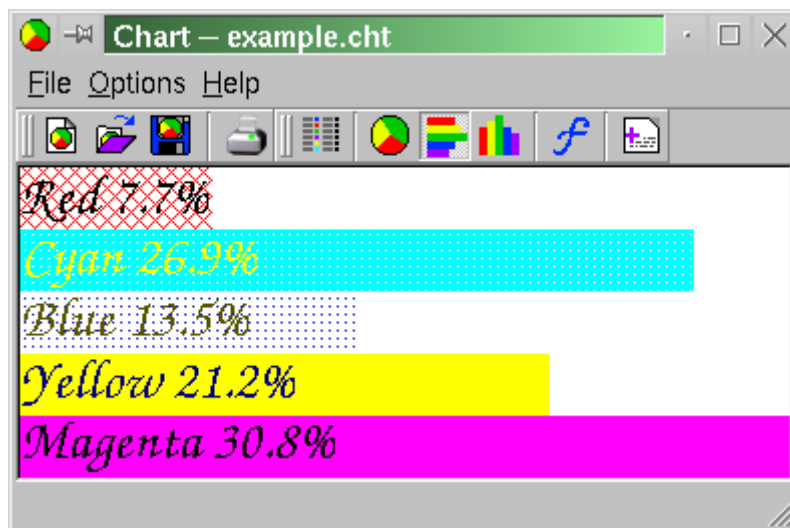 Chart – example.cht
File Options Help
Red 7.7%
Cyan 26.9%
Blue 13.5%
Yellow 21.2%
Magenta 30.8%